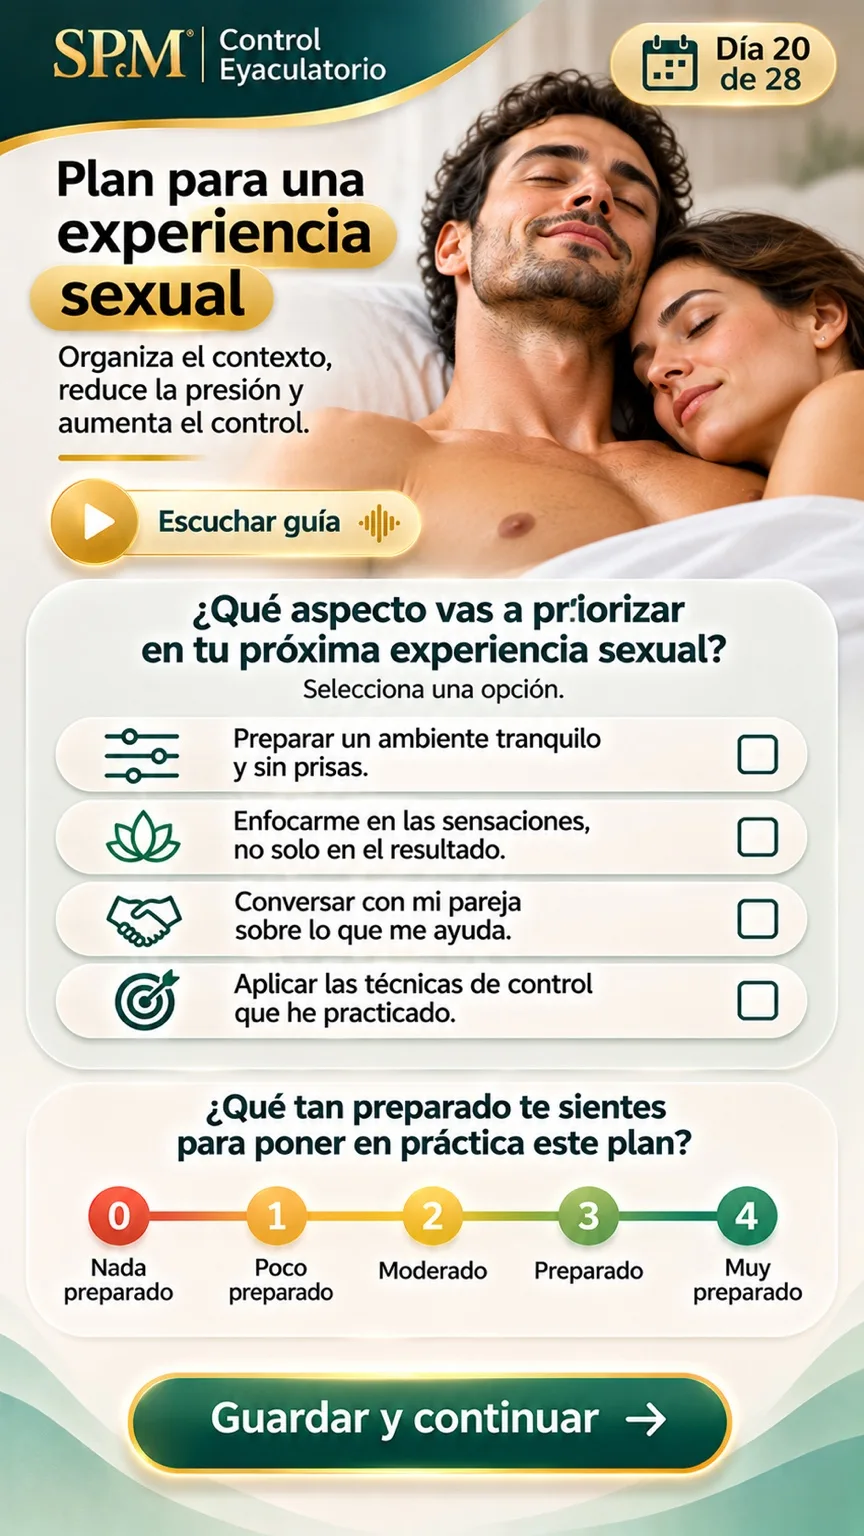 SPM® | Control
Eyaculatorio
Día 20
de 28
Plan para una
experiencia
sexual
Organiza el contexto,
reduce la presión y
aumenta el control.
Escuchar guía
¿Qué aspecto vas a priorizar
en tu próxima experiencia sexual?
Selecciona una opción.
Preparar un ambiente tranquilo
y sin prisas.
Enfocarme en las sensaciones,
no solo en el resultado.
Conversar con mi pareja
sobre lo que me ayuda.
Aplicar las técnicas de control
que he practicado.
¿Qué tan preparado te sientes
para poner en práctica este plan?
0 1 2 3 4
Nada preparado
Poco preparado
Moderado
Preparado
Muy preparado
Guardar y continuar →